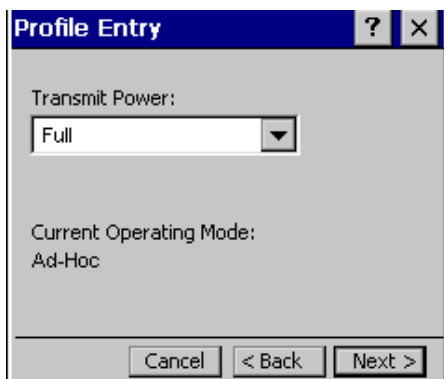 Profile Entry ? ×
Transmit Power:
Full
Current Operating Mode:
Ad-Hoc
Cancel < Back Next >